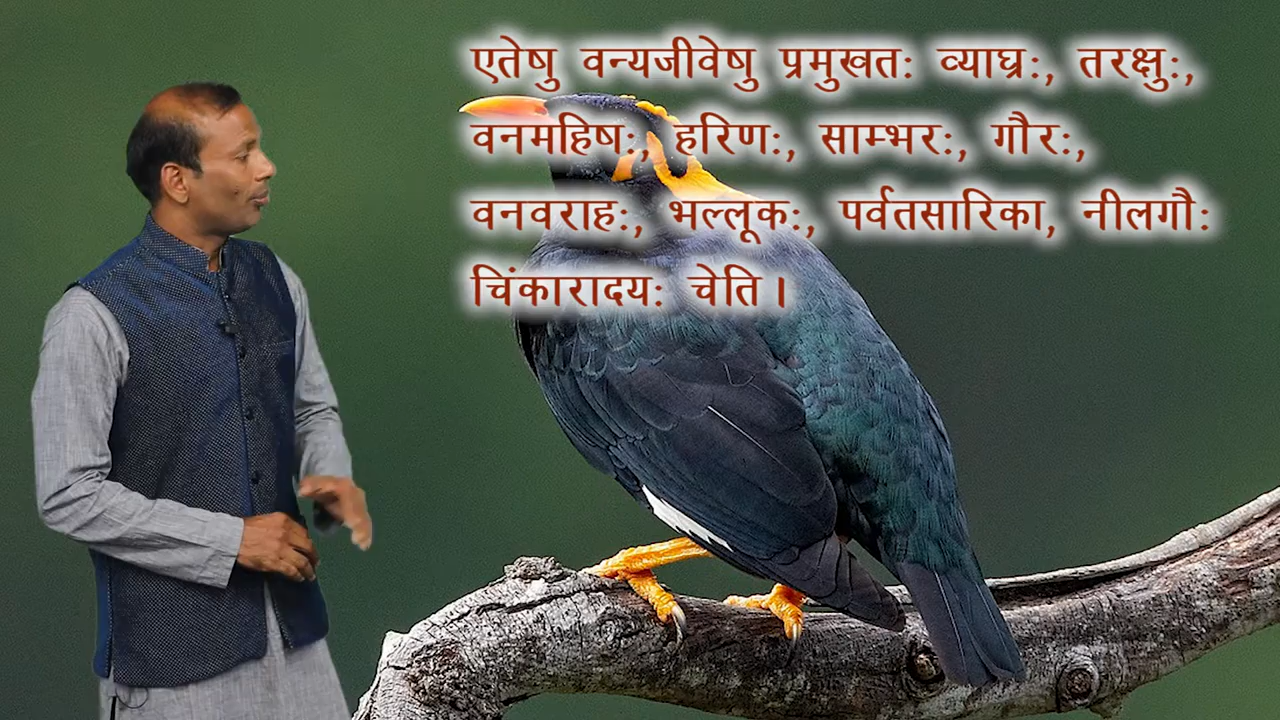 एतेषु वन्यजीवेषु प्रमुखतः व्याघ्रः, तरक्षुः,
वनमहिषः, हरिणः, साम्भरः, गौरः,
वनवराहः, भल्लूकः, पर्वतसारिका, नीलगौः
चिंकारादयः चेति।